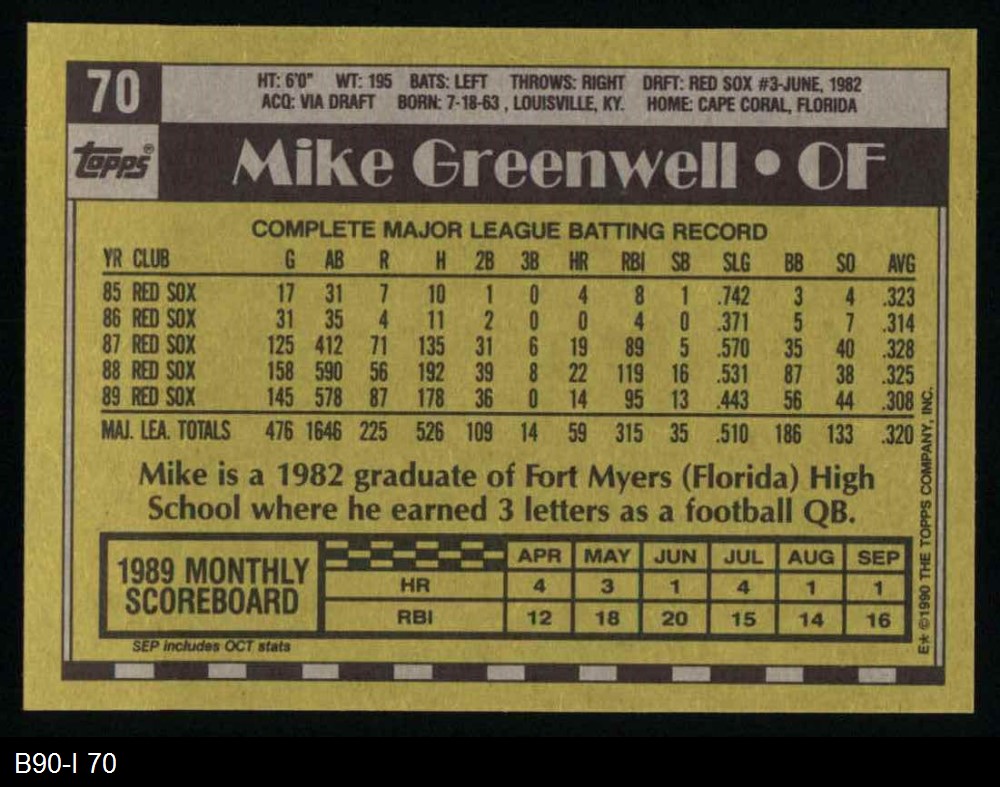 70 HT: 6'0" WT: 195 BATS: LEFT THROWS: RIGHT DRFT: RED SOX #3-JUNE, 1982
ACQ: VIA DRAFT BORN: 7-18-63 , LOUISVILLE, KY. HOME: CAPE CORAL, FLORIDA
topps® Mike Greenwell • OF
COMPLETE MAJOR LEAGUE BATTING RECORD
YR CLUB G AB R H 2B 3B HR RBI SB SLG BB SO AVG
85 RED SOX 17 31 7 10 1 0 4 8 1 .742 3 4 .323
86 RED SOX 31 35 4 11 2 0 0 4 0 .371 5 7 .314
87 RED SOX 125 412 71 135 31 6 19 89 5 .570 35 40 .328
88 RED SOX 158 590 56 192 39 8 22 119 16 .531 87 38 .325
89 RED SOX 145 578 87 178 36 0 14 95 13 .443 56 44 .308
MAJ. LEA. TOTALS 476 1646 225 526 109 14 59 315 35 .510 186 133 .320
Mike is a 1982 graduate of Fort Myers (Florida) High
School where he earned 3 letters as a football QB.
1989 MONTHLY
SCOREBOARD
APR MAY JUN JUL AUG SEP
HR 4 3 1 4 1 1
RBI 12 18 20 15 14 16
SEP includes OCT stats
E* ©1990 THE TOPPS COMPANY, INC.
B90-I 70